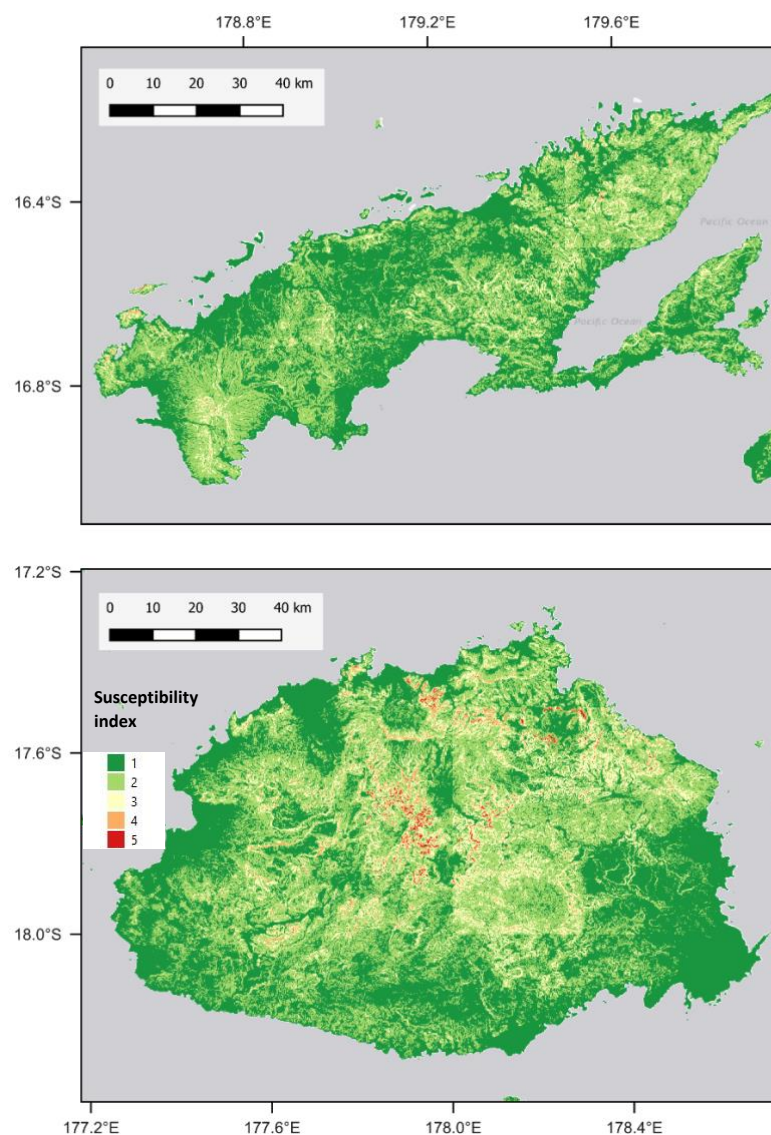 178.8°E 179.2°E 179.6°E
0 10 20 30 40 km
16.4°S
Pacific Ocean
Pacific Ocean
16.8°S
17.2°S
0 10 20 30 40 km
Susceptibility
index
17.6°S
1
2
3
4
5
18.0°S
177.2°E 177.6°E 178.0°E 178.4°E